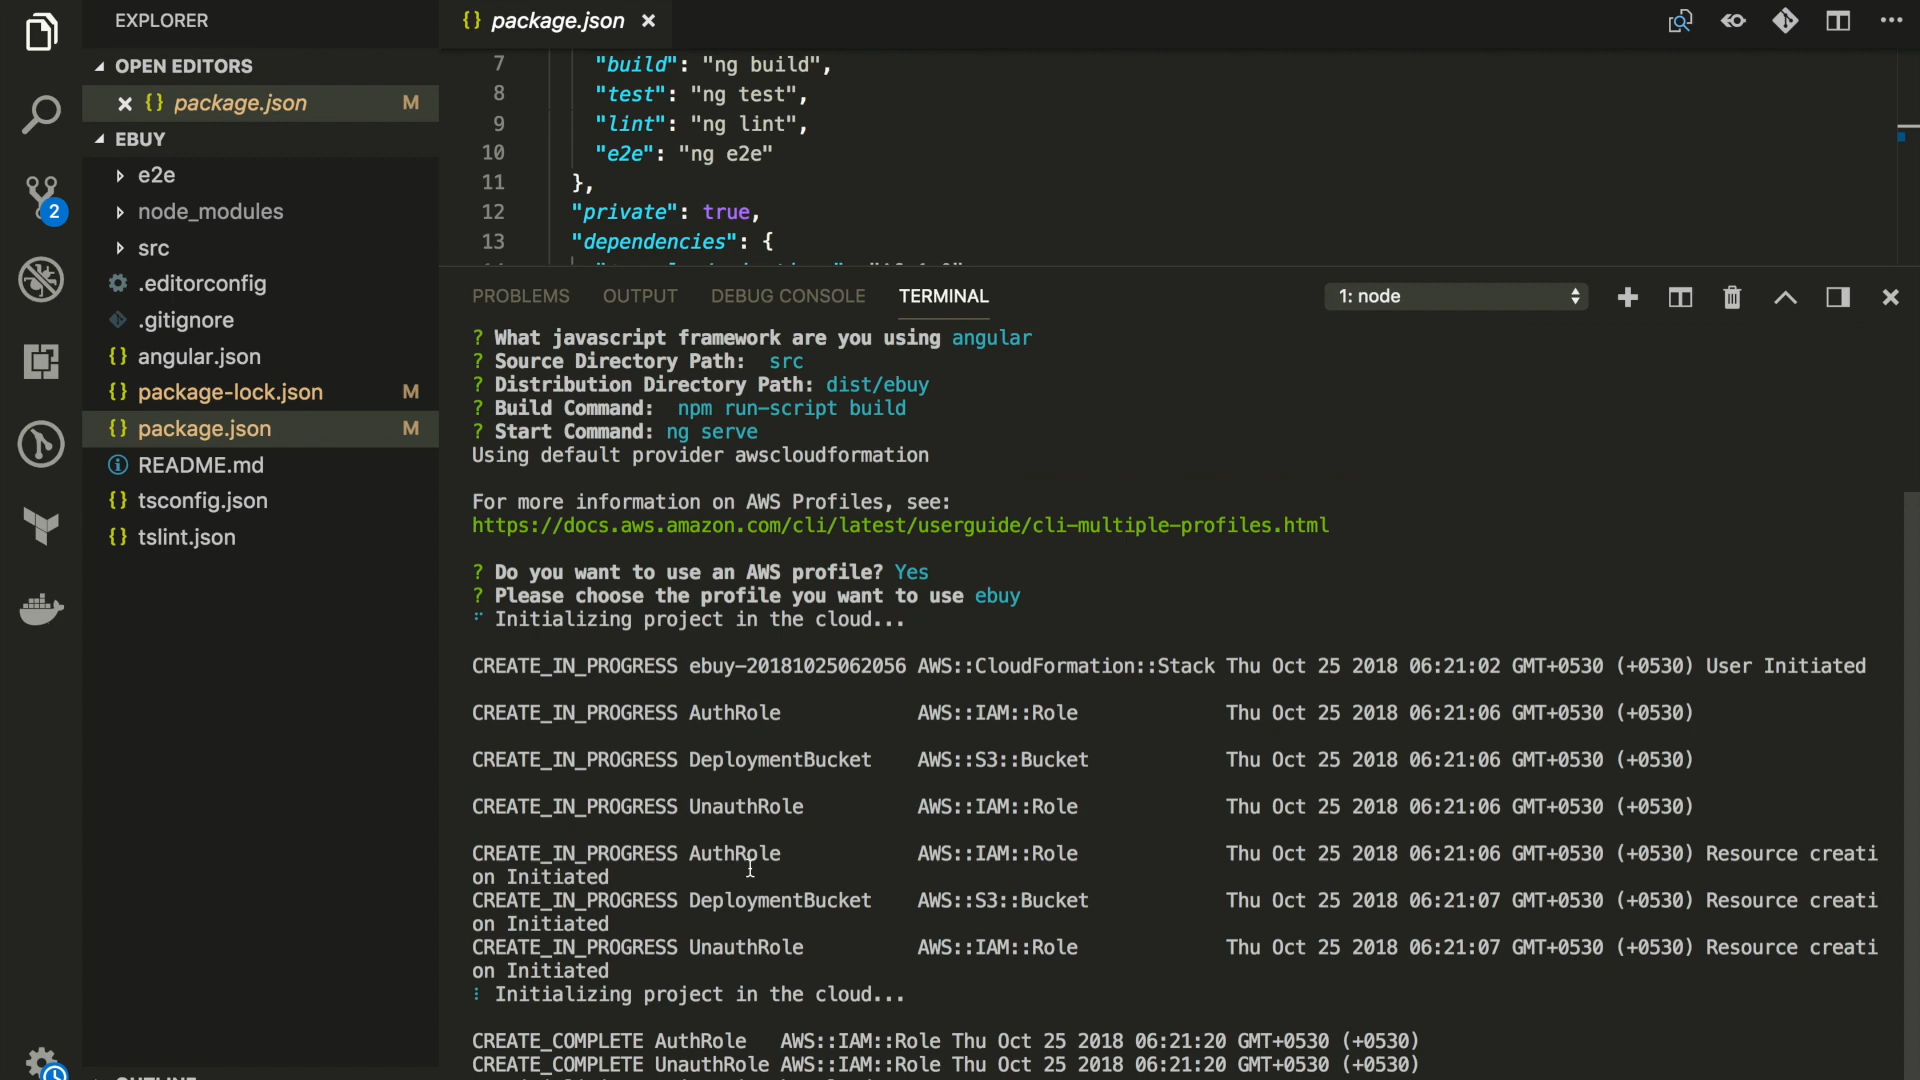 EXPLORER
OPEN EDITORS
package.json M
EBUY
e2e
node_modules
src
.editorconfig
.gitignore
angular.json
package-lock.json M
package.json M
README.md
tsconfig.json
tslint.json
2
{} package.json
7 "build": "ng build",
8 "test": "ng test",
9 "lint": "ng lint",
10 "e2e": "ng e2e"
11 },
12 "private": true,
13 "dependencies": {
PROBLEMS OUTPUT DEBUG CONSOLE TERMINAL 1: node
? What javascript framework are you using angular
? Source Directory Path: src
? Distribution Directory Path: dist/ebuy
? Build Command: npm run-script build
? Start Command: ng serve
Using default provider awscloudformation
For more information on AWS Profiles, see:
https://docs.aws.amazon.com/cli/latest/userguide/cli-multiple-profiles.html
? Do you want to use an AWS profile? Yes
? Please choose the profile you want to use ebuy
Initializing project in the cloud...
CREATE_IN_PROGRESS ebuy-20181025062056 AWS::CloudFormation::Stack Thu Oct 25 2018 06:21:02 GMT+0530 (+0530) User Initiated
CREATE_IN_PROGRESS AuthRole AWS::IAM::Role Thu Oct 25 2018 06:21:06 GMT+0530 (+0530)
CREATE_IN_PROGRESS DeploymentBucket AWS::S3::Bucket Thu Oct 25 2018 06:21:06 GMT+0530 (+0530)
CREATE_IN_PROGRESS UnauthRole AWS::IAM::Role Thu Oct 25 2018 06:21:06 GMT+0530 (+0530)
CREATE_IN_PROGRESS AuthRole AWS::IAM::Role Thu Oct 25 2018 06:21:06 GMT+0530 (+0530) Resource creati
on Initiated
CREATE_IN_PROGRESS DeploymentBucket AWS::S3::Bucket Thu Oct 25 2018 06:21:07 GMT+0530 (+0530) Resource creati
on Initiated
CREATE_IN_PROGRESS UnauthRole AWS::IAM::Role Thu Oct 25 2018 06:21:07 GMT+0530 (+0530) Resource creati
on Initiated
Initializing project in the cloud...
CREATE_COMPLETE AuthRole AWS::IAM::Role Thu Oct 25 2018 06:21:20 GMT+0530 (+0530)
CREATE_COMPLETE UnauthRole AWS::IAM::Role Thu Oct 25 2018 06:21:20 GMT+0530 (+0530)